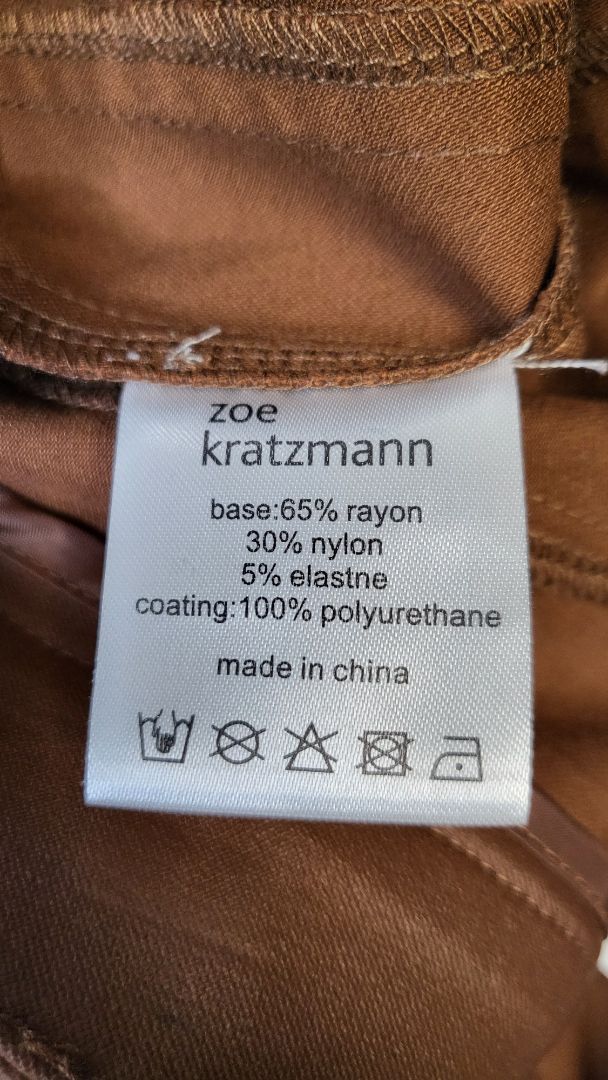 zoe
kratzmann
base:65% rayon
30% nylon
5% elastne
coating:100% polyurethane
made in china